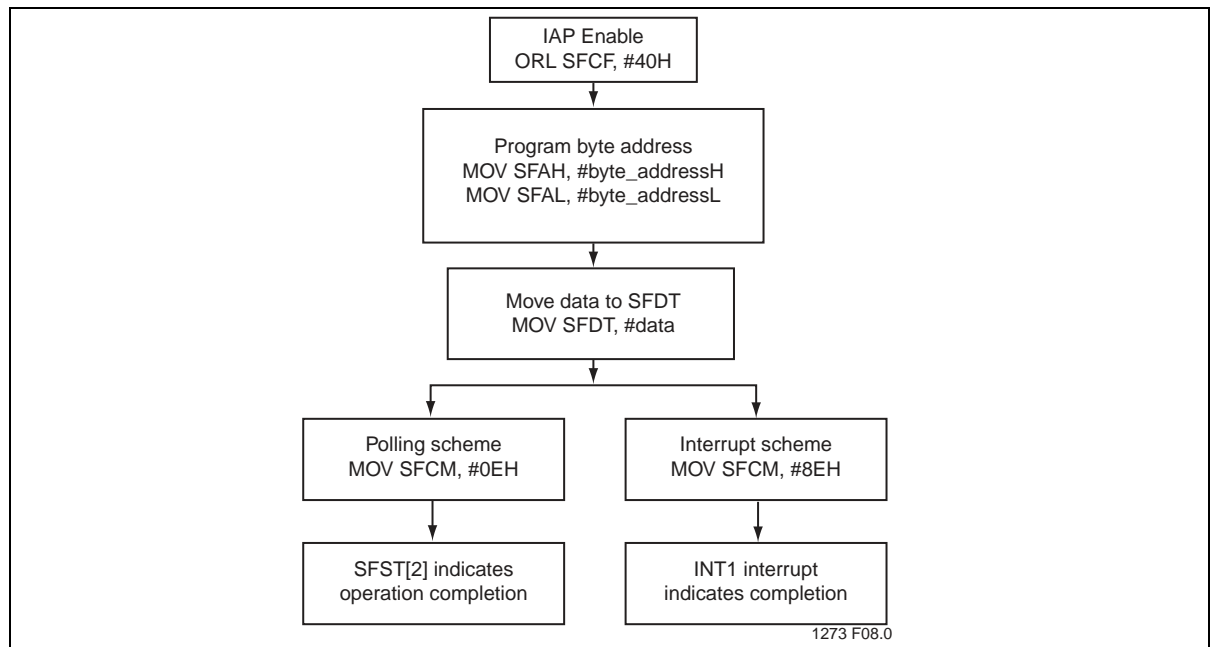 IAP Enable
ORL SFCF, #40H
Program byte address
MOV SFAH, #byte_addressH
MOV SFAL, #byte_addressL
Move data to SFDT
MOV SFDT, #data
Polling scheme
MOV SFCM, #0EH
Interrupt scheme
MOV SFCM, #8EH
SFST[2] indicates
operation completion
INT1 interrupt
indicates completion
1273 F08.0